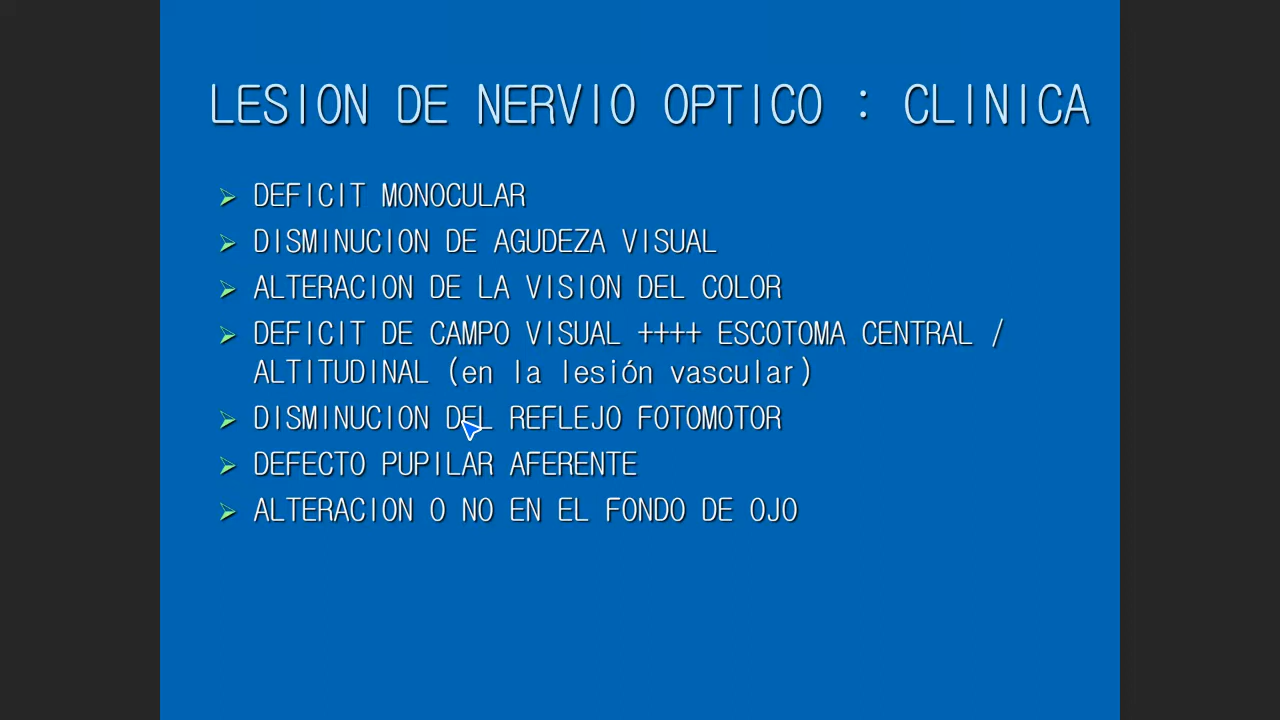 LESION DE NERVIO OPTICO : CLINICA
DEFICIT MONOCULAR
DISMINUCION DE AGUDEZA VISUAL
ALTERACION DE LA VISION DEL COLOR
DEFICIT DE CAMPO VISUAL ++++ ESCOTOMA CENTRAL /
ALTITUDINAL (en la lesión vascular)
DISMINUCION DEL REFLEJO FOTOMOTOR
DEFECTO PUPILAR AFERENTE
ALTERACION O NO EN EL FONDO DE OJO